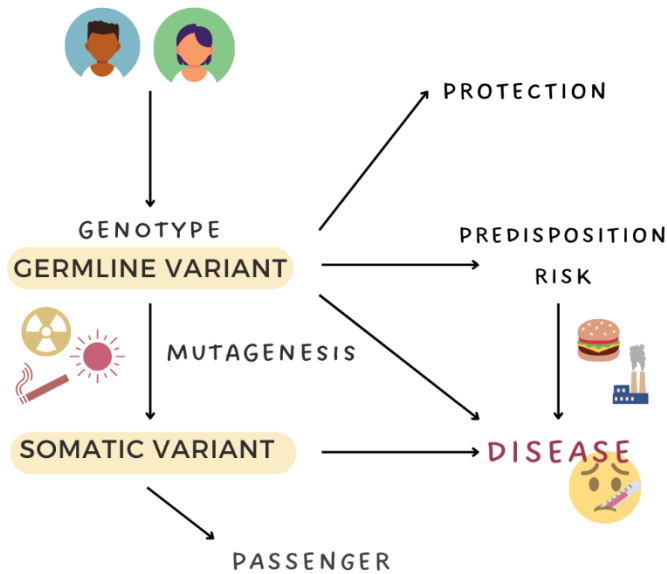 PROTECTION
GENOTYPE
GERMLINE VARIANT
PREDISPOSITION
RISK
MUTAGENESIS
SOMATIC VARIANT
DISEASE
PASSENGER